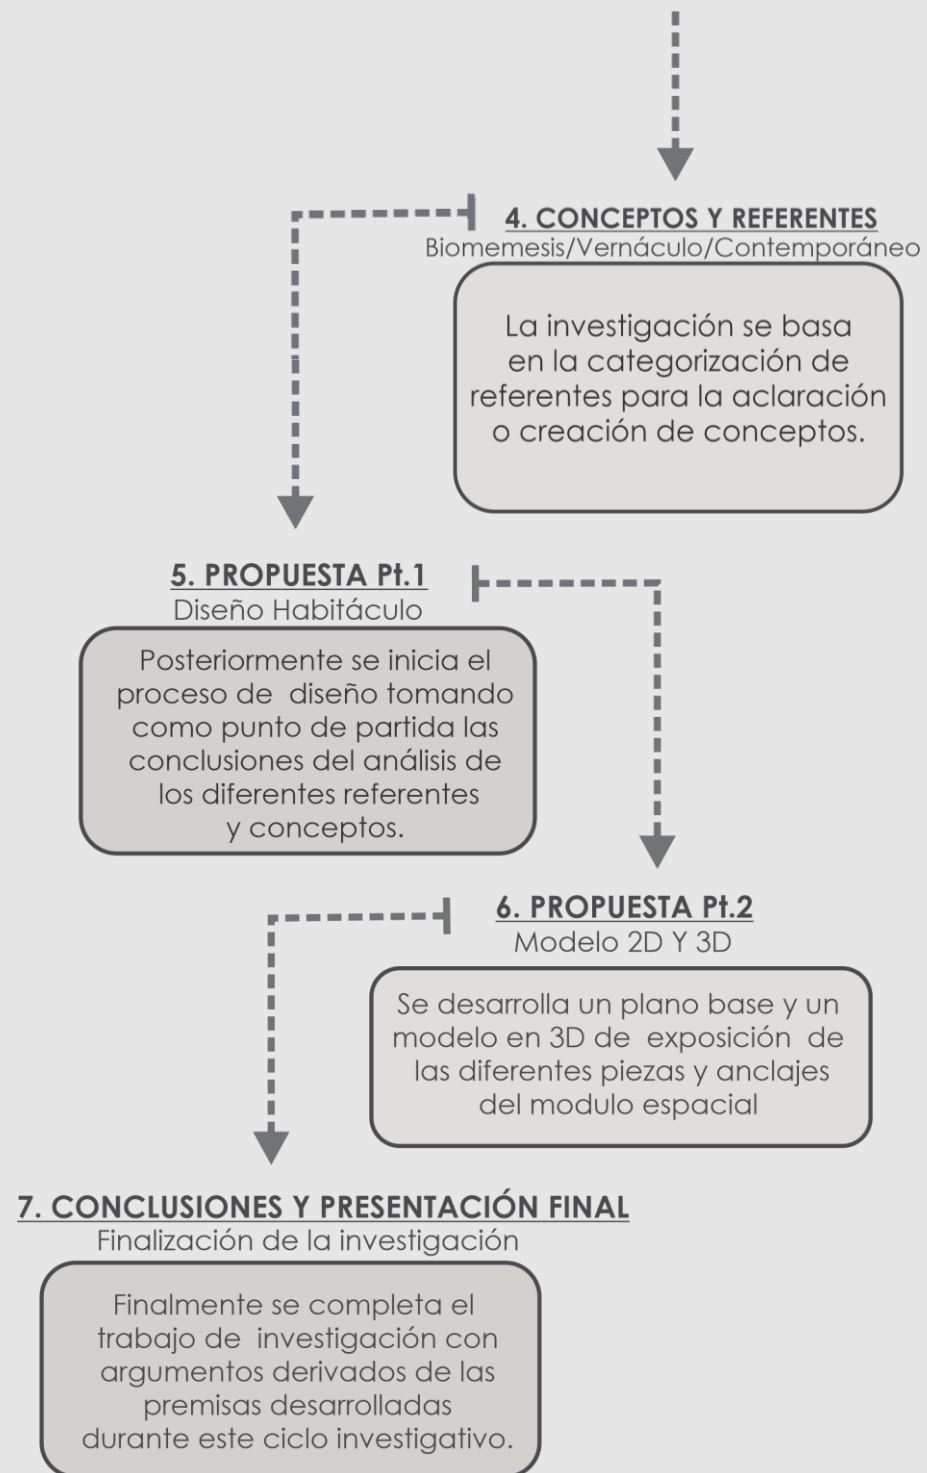 4. CONCEPTOS Y REFERENTES
Biomemesis/Vernáculo/Contemporáneo
La investigación se basa
en la categorización de
referentes para la aclaración
o creación de conceptos.
5. PROPUESTA Pt.1
Diseño Habitáculo
Posteriormente se inicia el
proceso de diseño tomando
como punto de partida las
conclusiones del análisis de
los diferentes referentes
y conceptos.
6. PROPUESTA Pt.2
Modelo 2D Y 3D
Se desarrolla un plano base y un
modelo en 3D de exposición de
las diferentes piezas y anclajes
del modulo espacial
7. CONCLUSIONES Y PRESENTACIÓN FINAL
Finalización de la investigación
Finalmente se completa el
trabajo de investigación con
argumentos derivados de las
premisas desarrolladas
durante este ciclo investigativo.